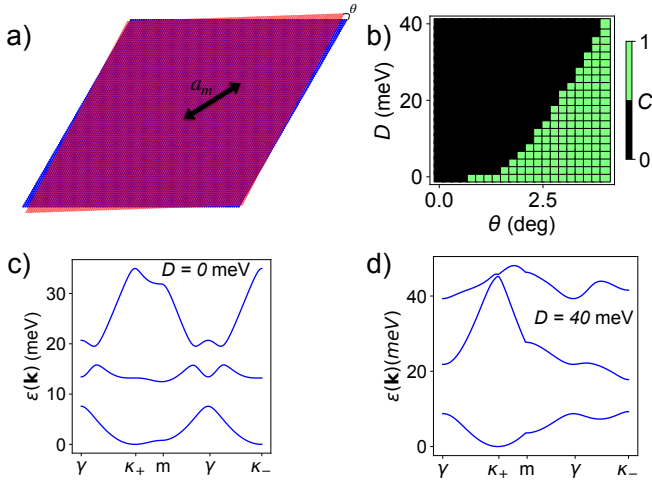 a)
θ
a_m
b)
D (meV)
40
20
0
0.0
2.5
θ (deg)
1
C
0
c)
D = 0 meV
ε(k) (meV)
30
20
10
0
γ
κ+
m
γ
κ−
d)
D = 40 meV
ε(k)(meV)
40
20
0
γ
κ+
m
γ
κ−